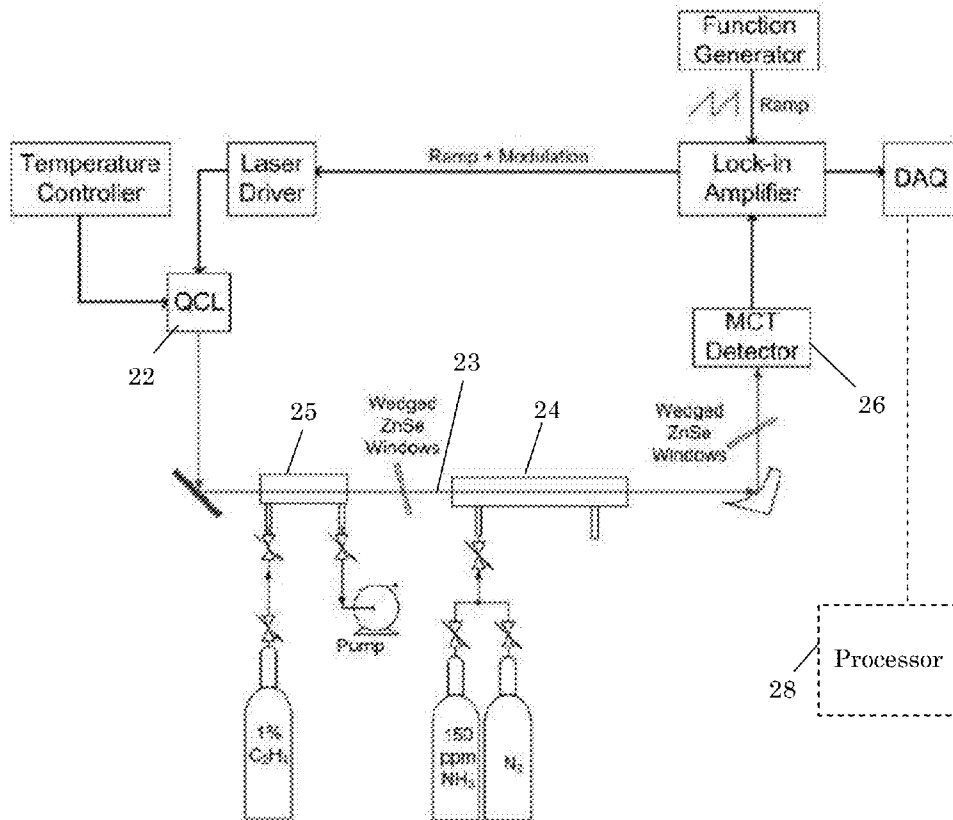 Function
Generator
Ramp
Temperature
Controller
Laser
Driver
Ramp + Modulation
Lock-in
Amplifier
DAQ
QCL
22
MCT
Detector
26
25
Wedged
ZnSe
Windows
23
24
Wedged
ZnSe
Windows
Pump
Processor
28
1%
150
ppm
NH₃
N₂